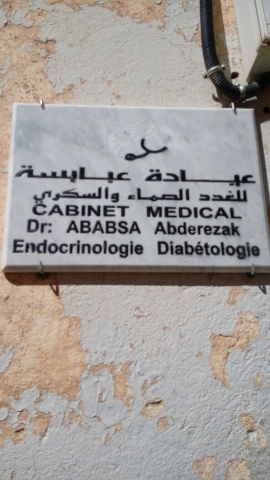 عيادة عبابسة
للغدد الصماء والسكري
CABINET MEDICAL
Dr: ABABSA Abderezak
Endocrinologie Diabétologie